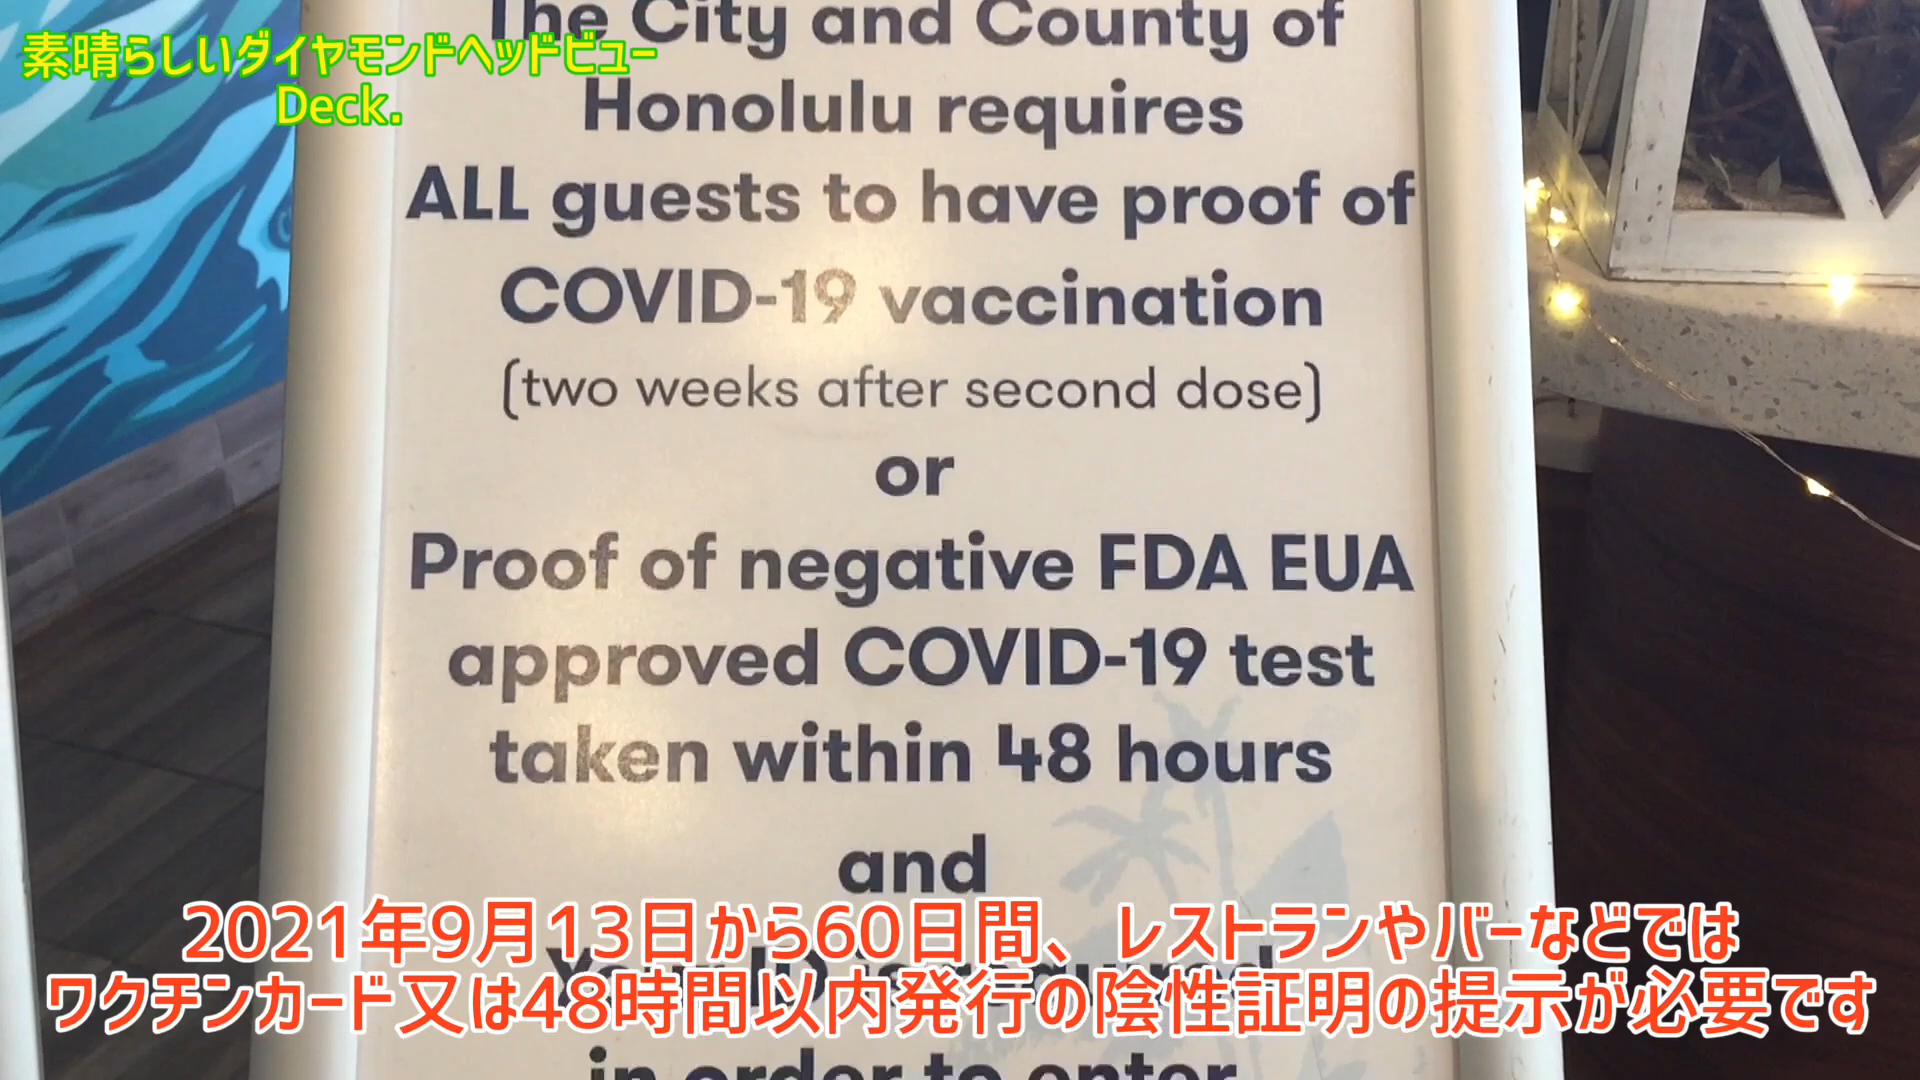 素晴らしいダイヤモンドヘッドビュー
Deck.
The City and County of
Honolulu requires
ALL guests to have proof of
COVID-19 vaccination
(two weeks after second dose)
or
Proof of negative FDA EUA
approved COVID-19 test
taken within 48 hours
and
2021年9月13日から60日間、レストランやバーなどでは
ワクチンカード又は48時間以内発行の陰性証明の提示が必要です
in order to enter